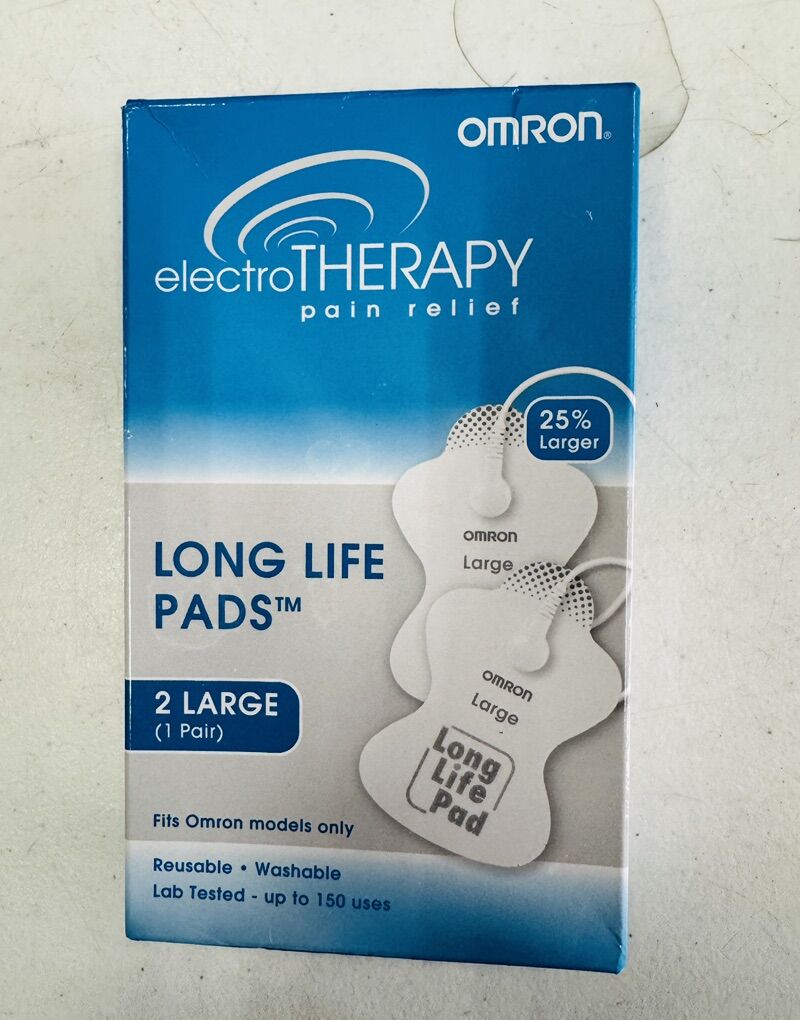 OMRON®
electroTHERAPY
pain relief
25%
Larger
OMRON
Large
LONG LIFE
PADS™
OMRON
Large
Long
Life
Pad
2 LARGE
(1 Pair)
Fits Omron models only
Reusable • Washable
Lab Tested - up to 150 uses